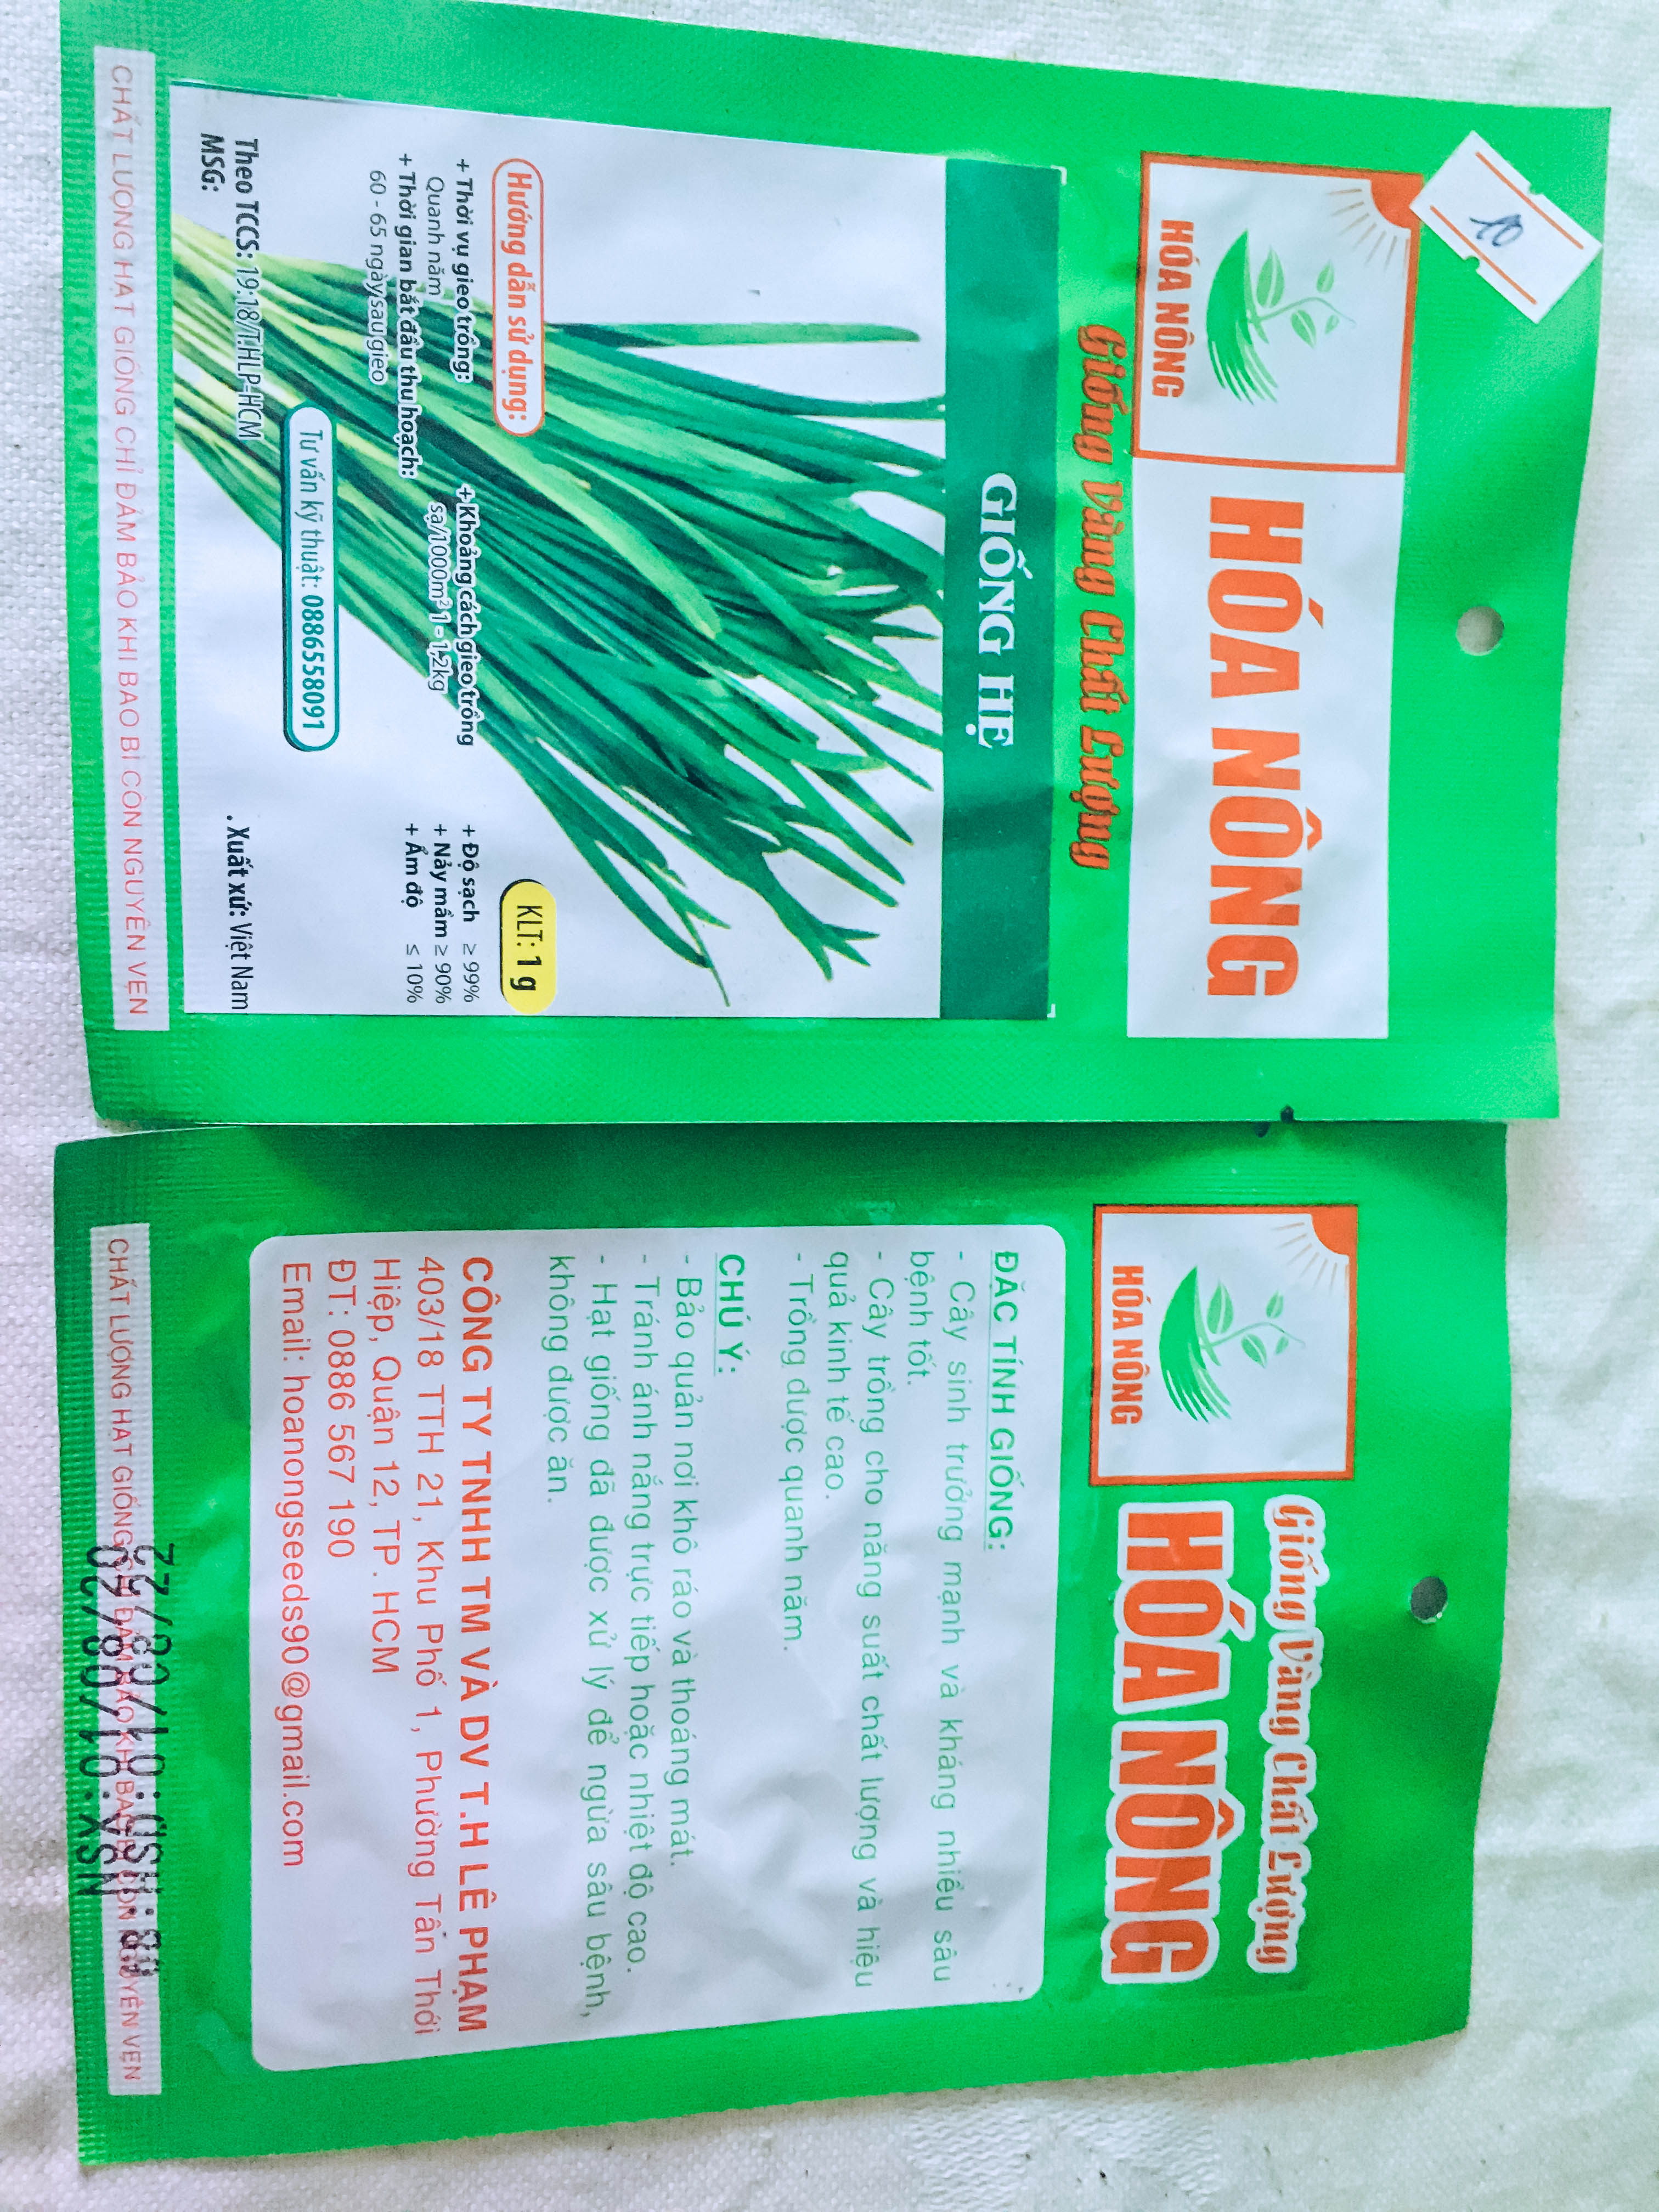 10
HÓA NÔNG
HÓA NÔNG
Giống Vàng Chất Lượng
GIỐNG HẸ
Hướng dẫn sử dụng:
+ Thời vụ gieo trồng:
Quanh năm
+ Thời gian bắt đầu thu hoạch:
60 - 65 ngày sau gieo
+ Khoảng cách gieo trồng
sạ/1000m² 1 - 1,2kg
KLT: 1 g
+ Độ sạch ≥ 99%
+ Nảy mầm ≥ 90%
+ Ẩm độ ≤ 10%
Tư vấn kỹ thuật: 0886558091
Theo TCCS: 19:18/T.HLP-HCM
MSG:
. Xuất xứ: Việt Nam
CHẤT LƯỢNG HẠT GIỐNG CHỈ ĐẢM BẢO KHI BAO BÌ CÒN NGUYÊN VẸN
HÓA NÔNG
Giống Vàng Chất Lượng
HÓA NÔNG
ĐẶC TÍNH GIỐNG:
- Cây sinh trưởng mạnh và kháng nhiều sâu
bệnh tốt.
- Cây trồng cho năng suất chất lượng và hiệu
quả kinh tế cao.
- Trồng được quanh năm.
CHÚ Ý:
- Bảo quản nơi khô ráo và thoáng mát.
- Tránh ánh nắng trực tiếp hoặc nhiệt độ cao.
- Hạt giống đã được xử lý để ngừa sâu bệnh,
không được ăn.
CÔNG TY TNHH TM VÀ DV T.H LÊ PHẠM
403/18 TTH 21, Khu Phố 1, Phường Tân Thới
Hiệp, Quận 12, TP. HCM
ĐT: 0886 567 190
Email: hoanongseeds90@gmail.com
CHẤT LƯỢNG HẠT GIỐNG CHỈ ĐẢM BẢO KHI BAO BÌ CÒN NGUYÊN VẸN
NSX:01/08/20
HSD:01/08/22